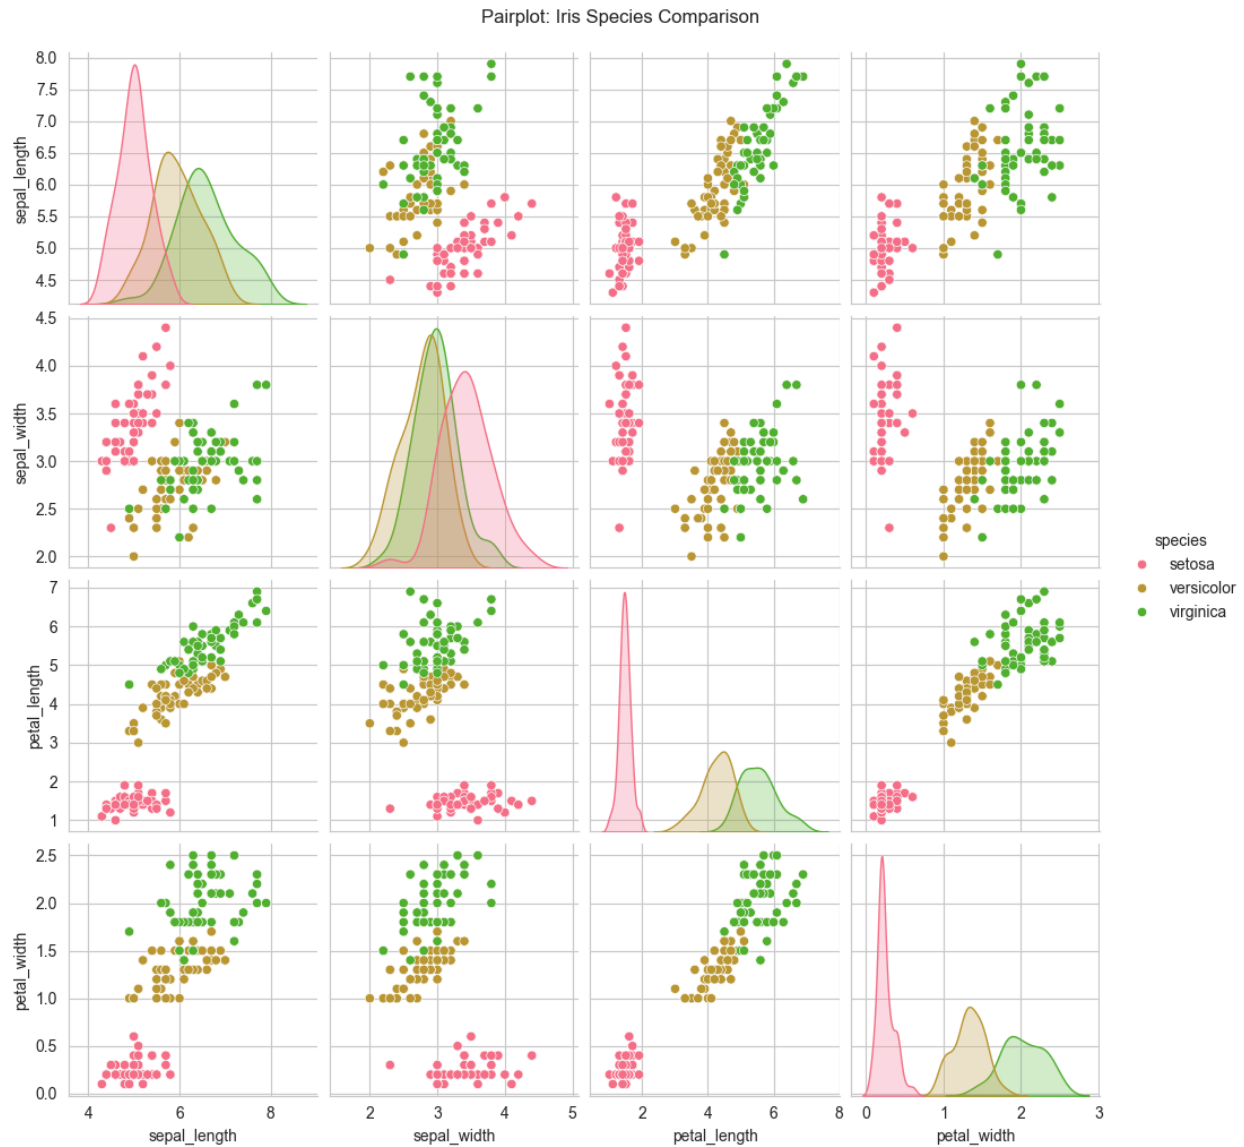 Pairplot: Iris Species Comparison
sepal_length
8.0
7.5
7.0
6.5
6.0
5.5
5.0
4.5
sepal_width
4.5
4.0
3.5
3.0
2.5
2.0
species
setosa
versicolor
virginica
petal_length
7
6
5
4
3
2
1
petal_width
2.5
2.0
1.5
1.0
0.5
0.0
4 6 8 2 3 4 5 2 4 6 8 0 1 2 3
sepal_length sepal_width petal_length petal_width